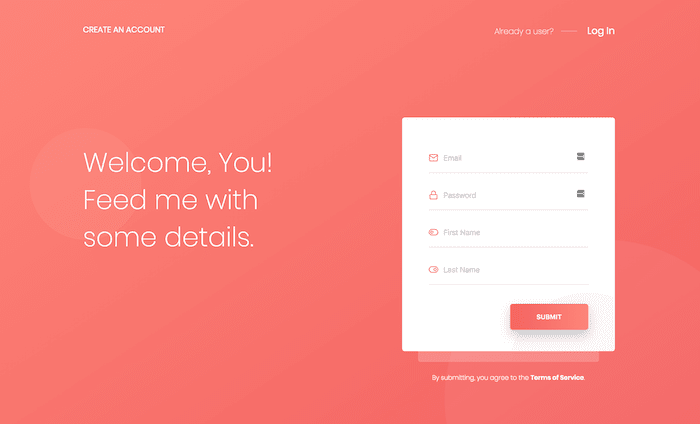 CREATE AN ACCOUNT
Already a user?
Log In
Welcome, You!
Feed me with
some details.
Email
Password
First Name
Last Name
SUBMIT
By submitting, you agree to the Terms of Service.